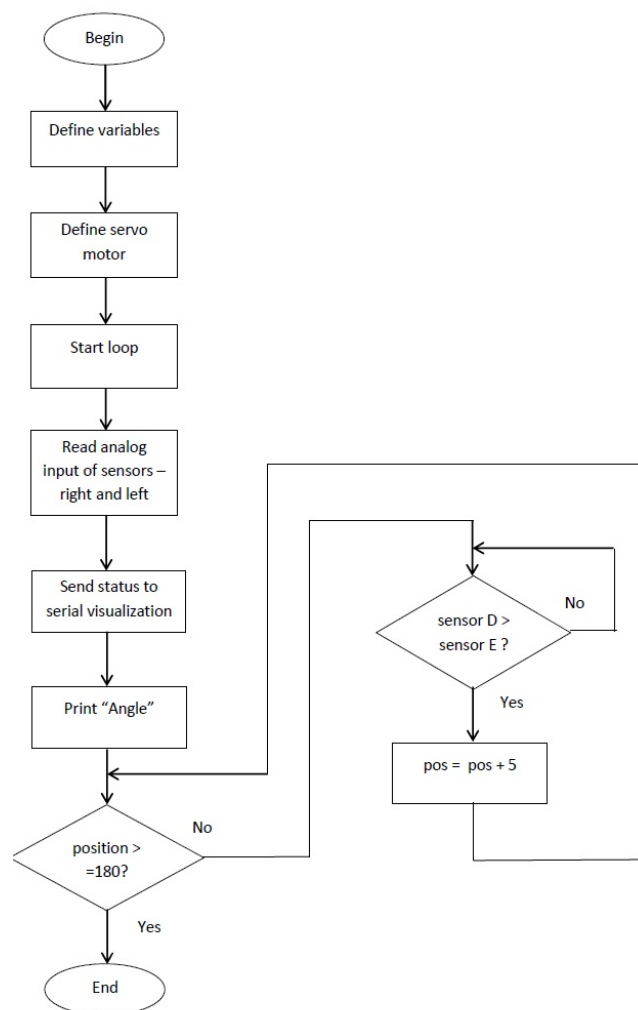 Begin
Define variables
Define servo
motor
Start loop
Read analog
input of sensors –
right and left
Send status to
serial visualization
Print “Angle”
position >
=180?
No
Yes
End
sensor D >
sensor E ?
No
Yes
pos = pos + 5